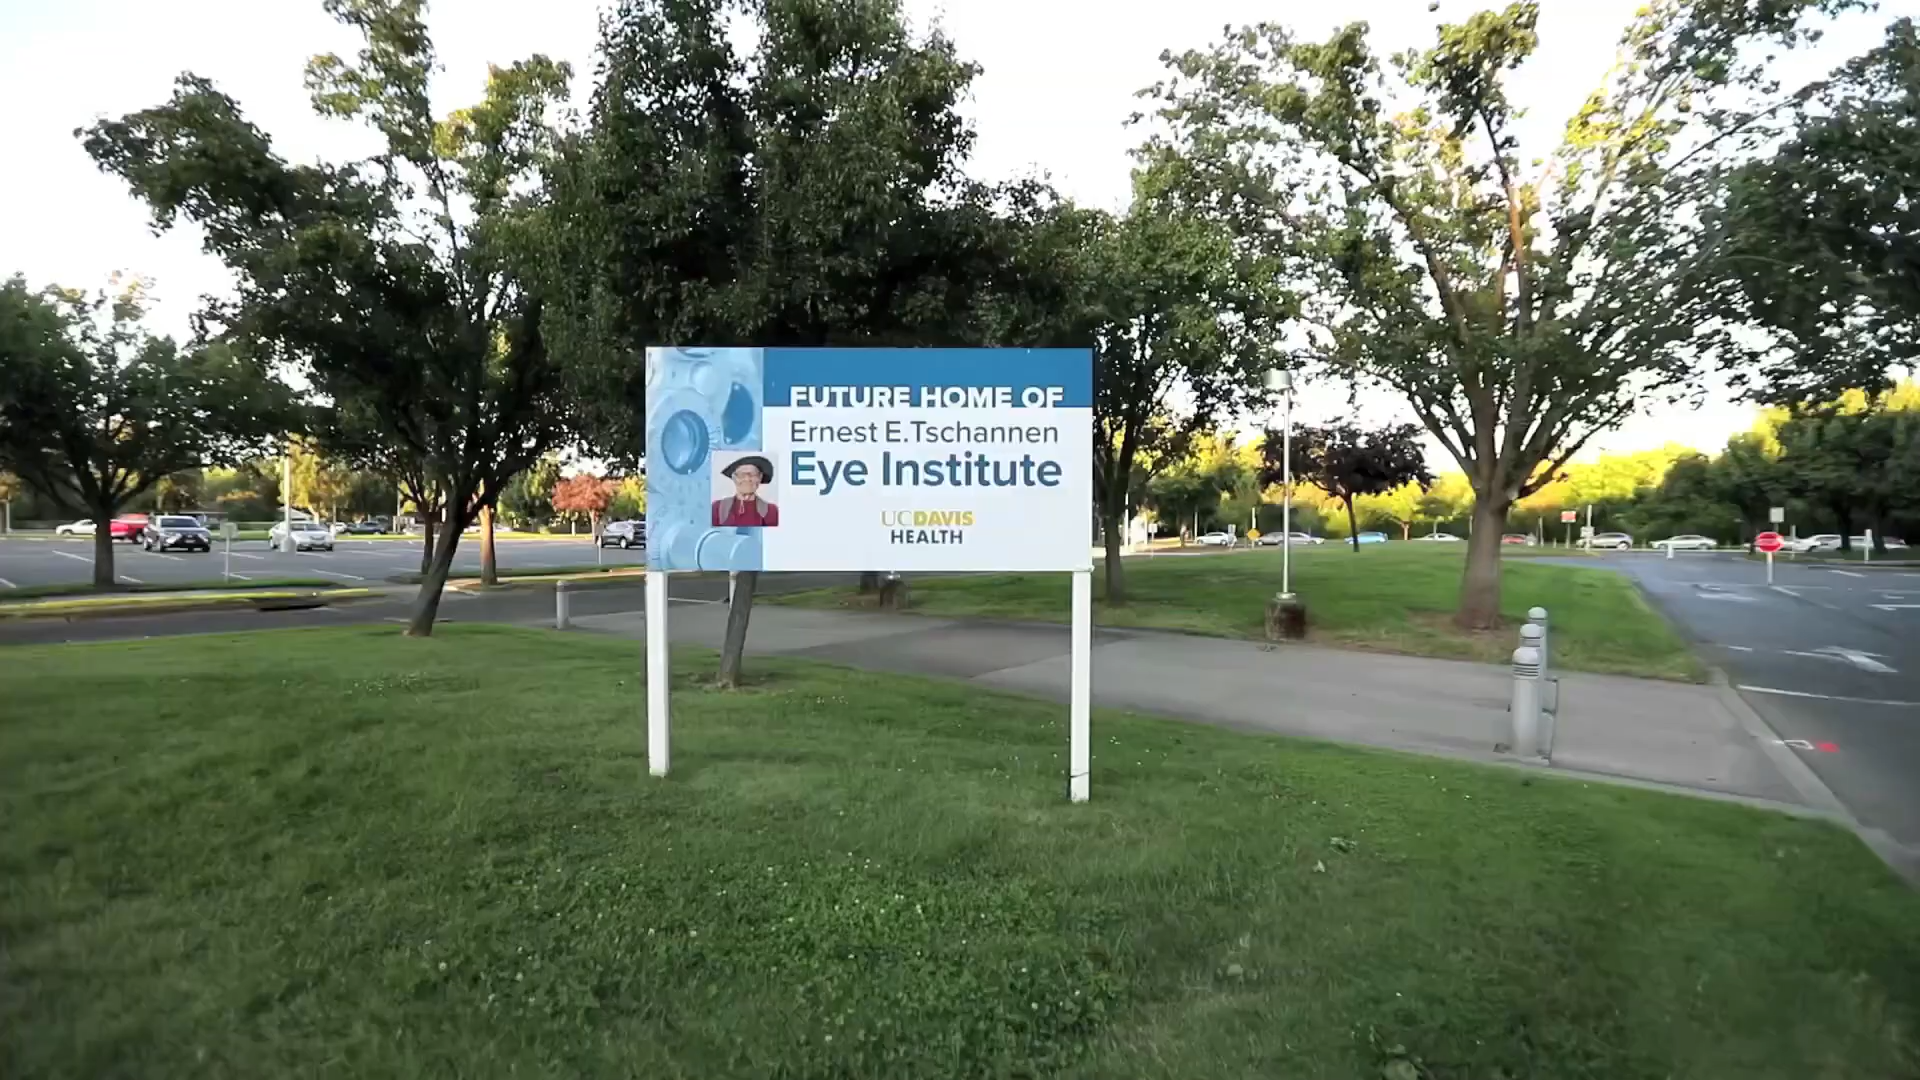 FUTURE HOME OF
Ernest E. Tschannen
Eye Institute
UCDAVIS
HEALTH